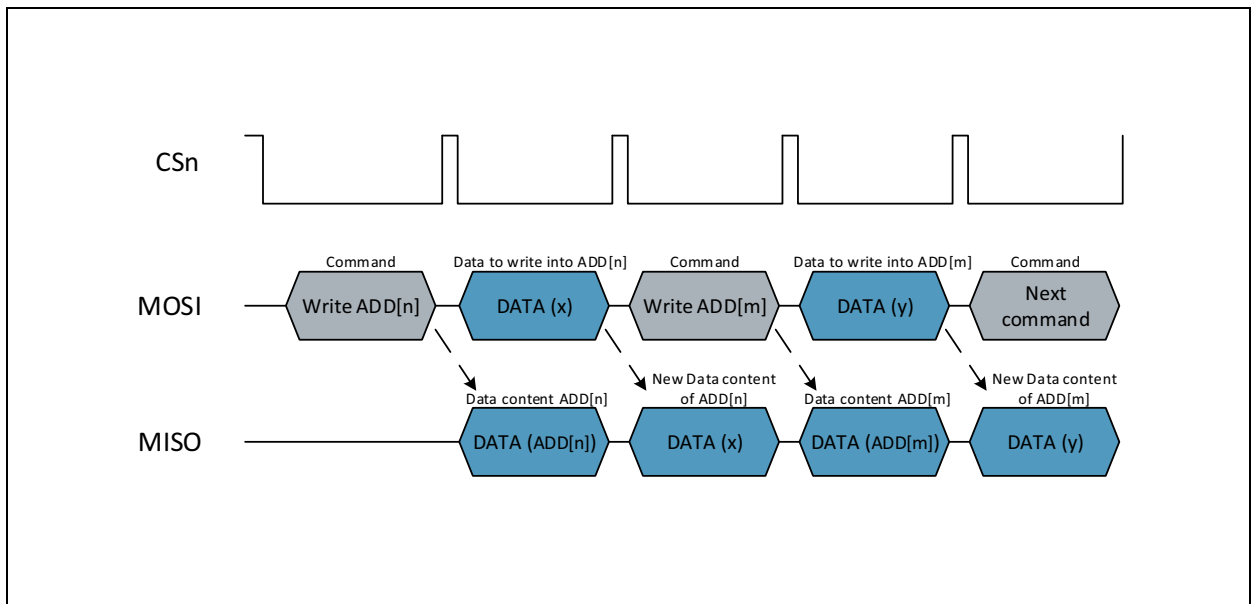 CSn
Command
Data to write into ADD[n]
Command
Data to write into ADD[m]
Command
MOSI
Write ADD[n]
DATA (x)
Write ADD[m]
DATA (y)
Next
command
Data content ADD[n]
New Data content
of ADD[n]
Data content ADD[m]
New Data content
of ADD[m]
MISO
DATA (ADD[n])
DATA (x)
DATA (ADD[m])
DATA (y)